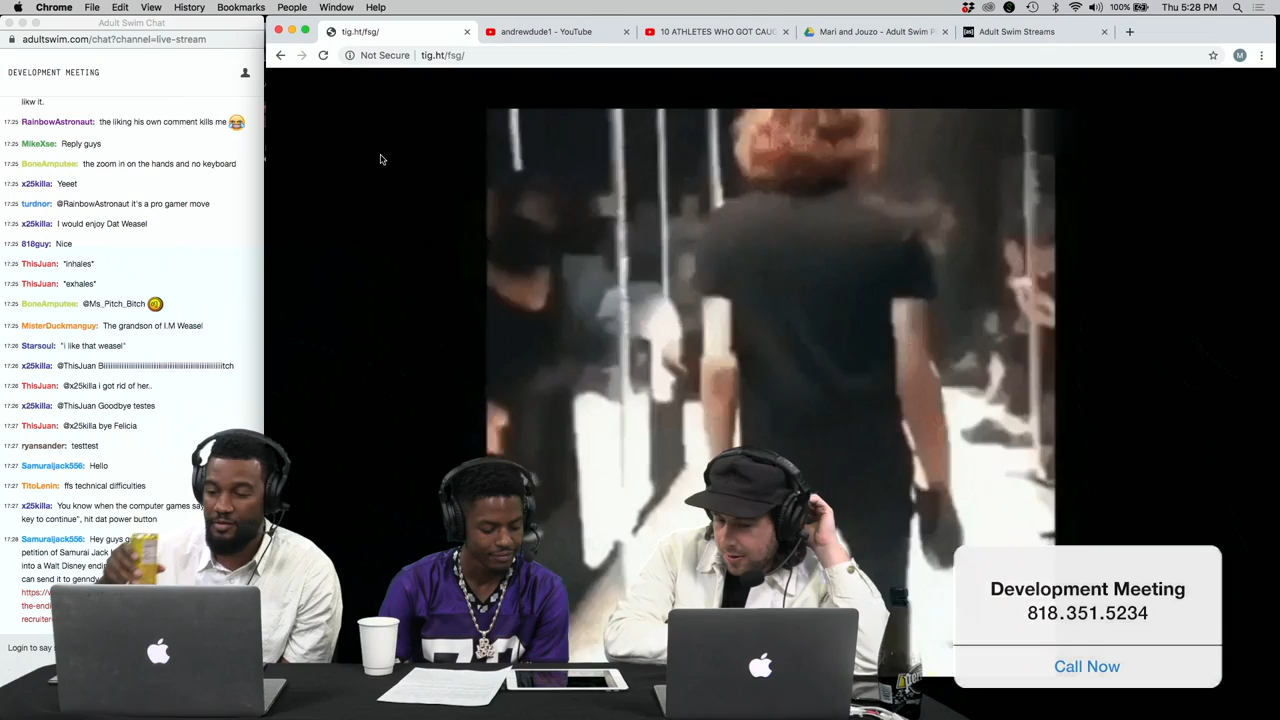 Chrome File Edit View History Bookmarks People Window Help
100%
Thu 5:28 PM
Adult Swim Chat
adultswim.com/chat?channel=live-stream
DEVELOPMENT MEETING
likw it.
17:25 RainbowAstronaut: the liking his own comment kills me
17:25 MikeXse: Reply guys
17:25 BoneAmputee: the zoom in on the hands and no keyboard
17:25 x25killa: Yeeet
17:25 turdnor: @RainbowAstronaut it's a pro gamer move
17:25 x25killa: I would enjoy Dat Weasel
17:25 818guy: Nice
17:25 ThisJuan: *inhales*
17:25 ThisJuan: *exhales*
17:25 BoneAmputee: @Ms_Pitch_Bitch
17:25 MisterDuckmanguy: The grandson of I.M Weasel
17:26 Starsoul: "i like that weasel"
17:26 ThisJuan: @x25killa i got rid of her..
17:26 x25killa: @ThisJuan Goodbye testes
17:27 ThisJuan: @x25killa bye Felicia
17:27 ryansander: testtest
17:27 Samuraijack556: Hello
17:27 TitoLenin: ffs technical difficulties
17:27 x25killa: You know when the computer games say
key to continue", hit dat power button
17:28 Samuraijack556: Hey guys
petition of Samurai Jack
into a Walt Disney
can send it to genndy
the-end
recruiter
Login to say
tig.ht/fsg/
andrewdude1 - YouTube
10 ATHLETES WHO GOT CAUG
Mari and Jouzo - Adult Swim P
Adult Swim Streams
Not Secure tig.ht/fsg/
M
Development Meeting
818.351.5234
Call Now